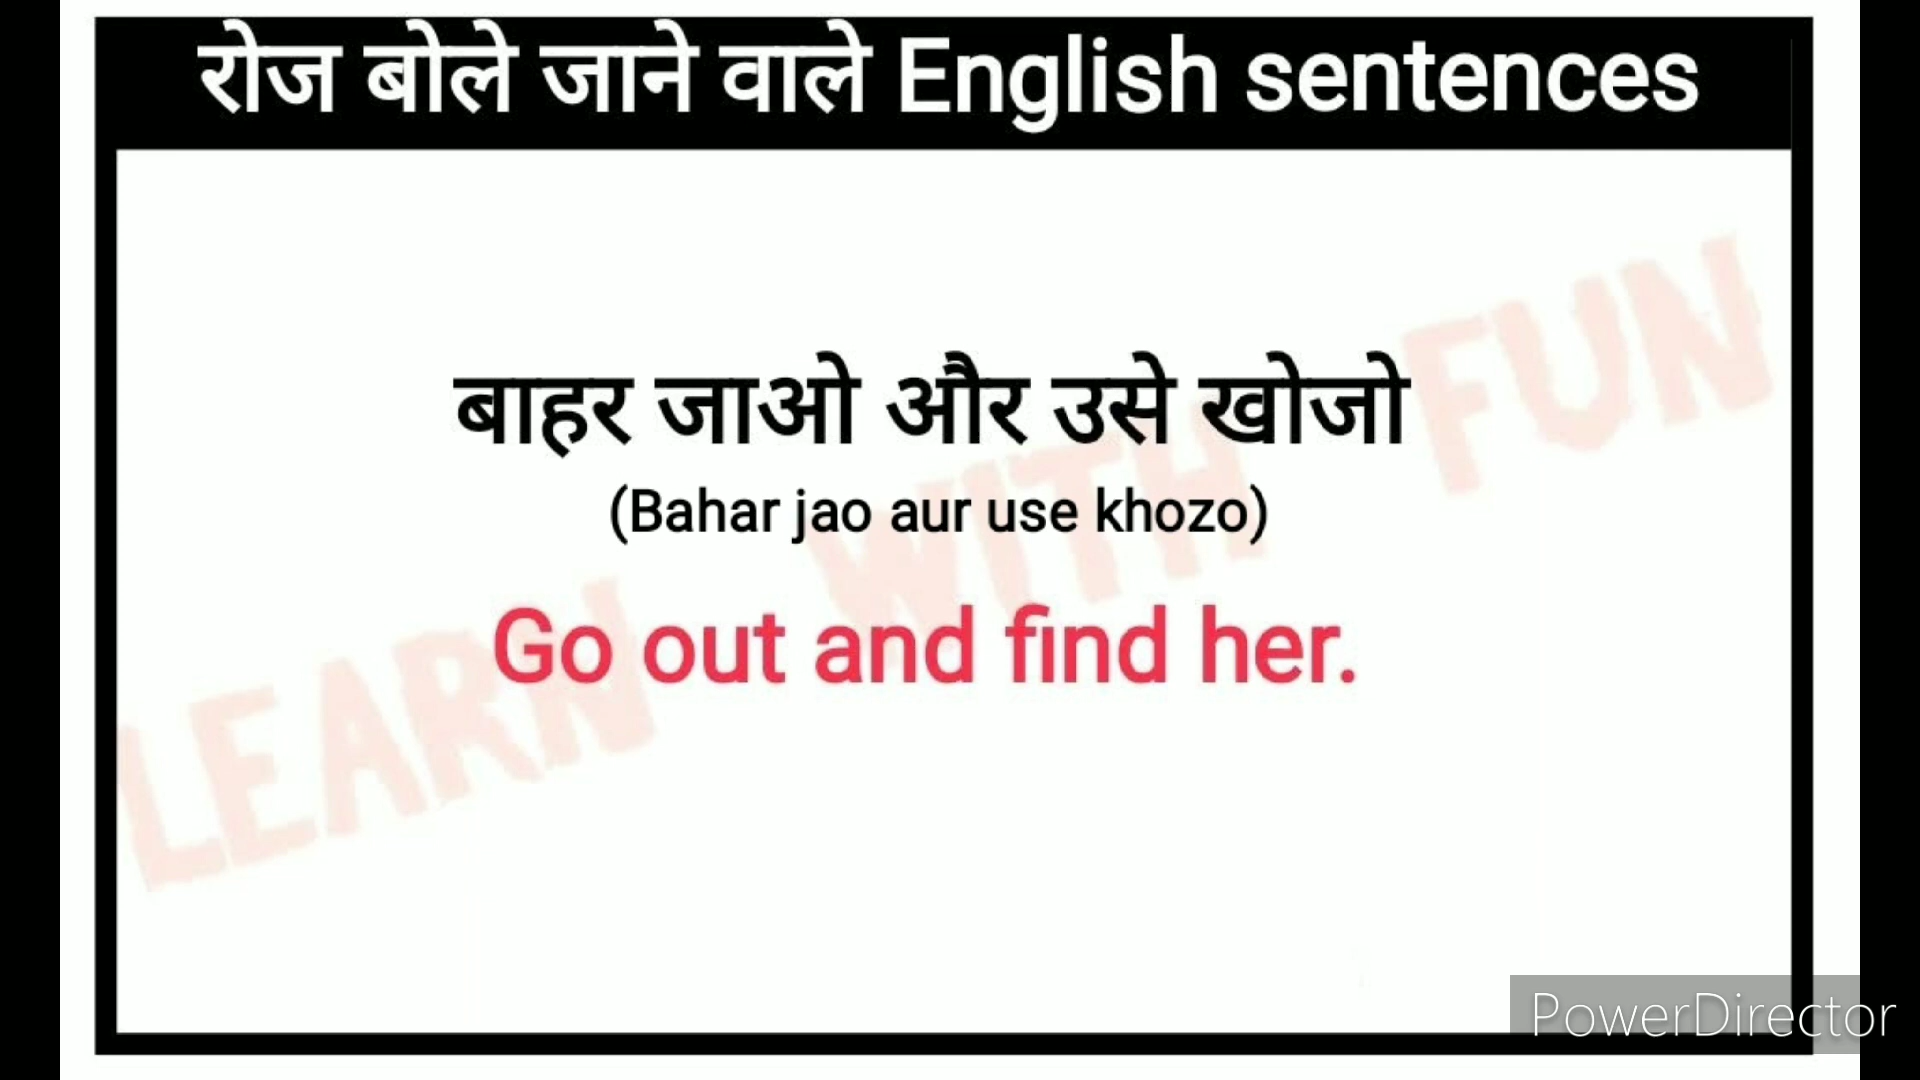 रोज बोले जाने वाले English sentences
बाहर जाओ और उसे खोजो
(Bahar jao aur use khozo)
Go out and find her.
LEARN WITH FUN
PowerDirector